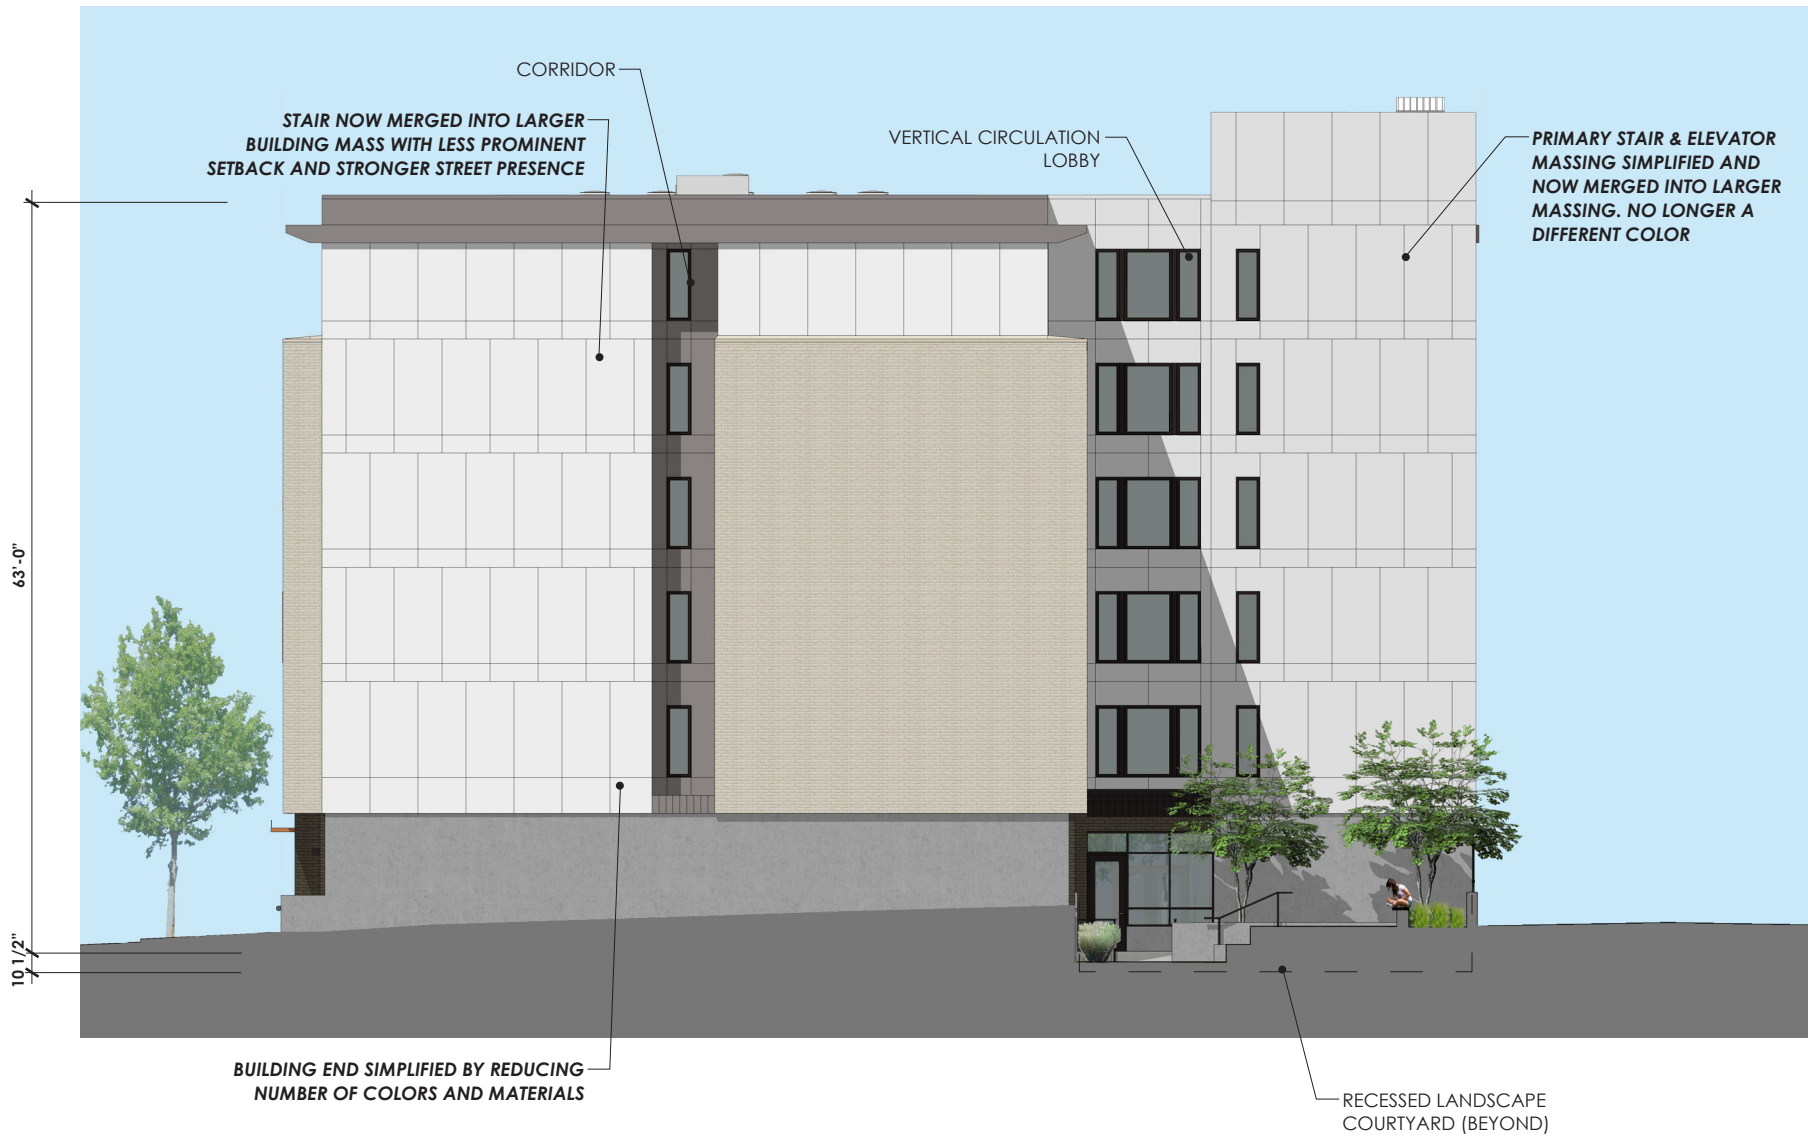 CORRIDOR
STAIR NOW MERGED INTO LARGER
BUILDING MASS WITH LESS PROMINENT
SETBACK AND STRONGER STREET PRESENCE
VERTICAL CIRCULATION
LOBBY
PRIMARY STAIR & ELEVATOR
MASSING SIMPLIFIED AND
NOW MERGED INTO LARGER
MASSING. NO LONGER A
DIFFERENT COLOR
63'-0"
10 1/2"
BUILDING END SIMPLIFIED BY REDUCING
NUMBER OF COLORS AND MATERIALS
RECESSED LANDSCAPE
COURTYARD (BEYOND)